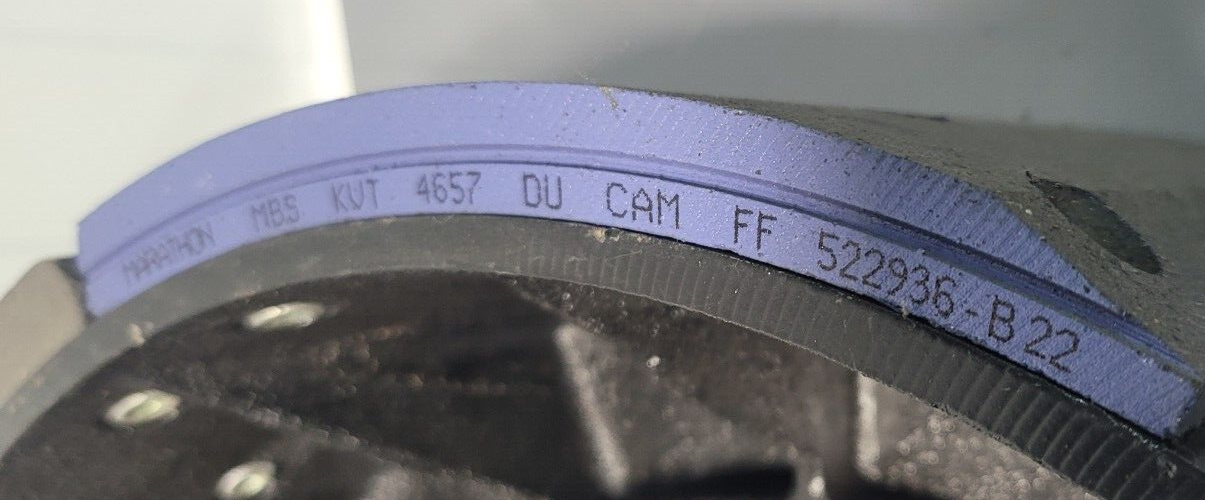 MARATHON MBS KVT 4657 DU CAM FF 522936-B 22